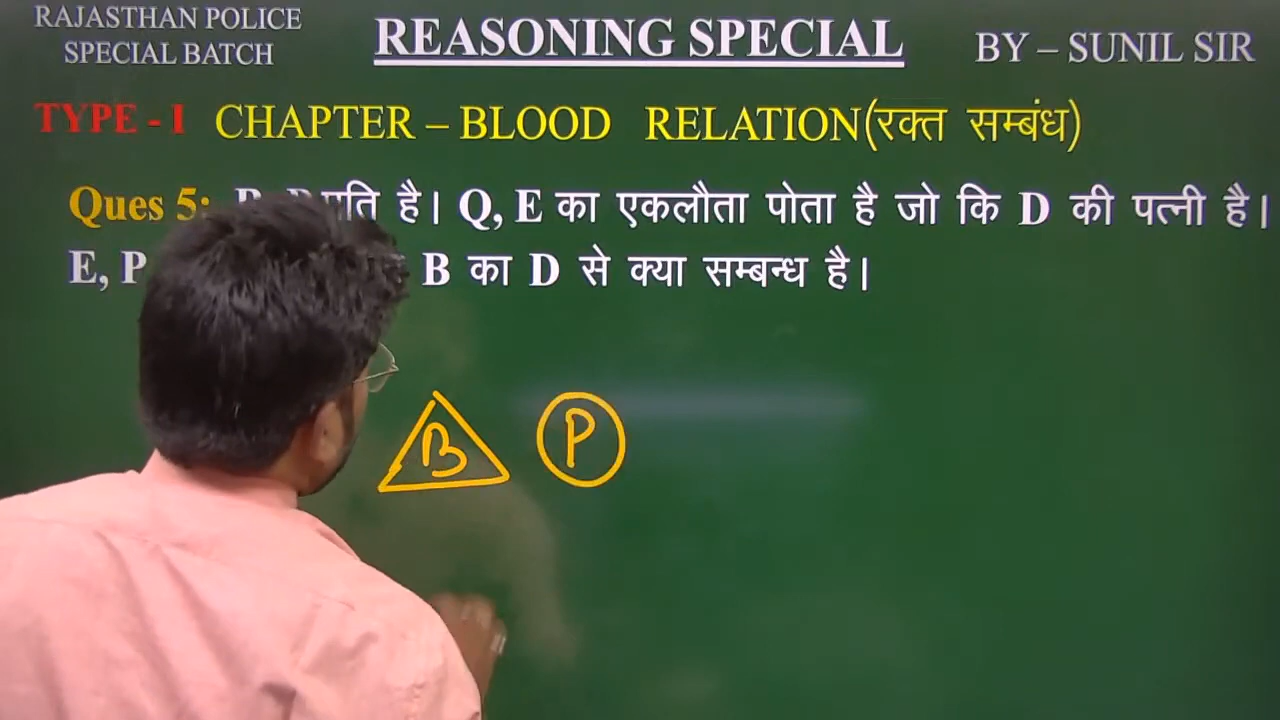 RAJASTHAN POLICE
SPECIAL BATCH
REASONING SPECIAL
BY – SUNIL SIR
TYPE - I CHAPTER – BLOOD RELATION(रक्त सम्बंध)
Ques 5: पति है। Q, E का एकलौता पोता है जो कि D की पत्नी है।
E, P B का D से क्या सम्बन्ध है।
B P